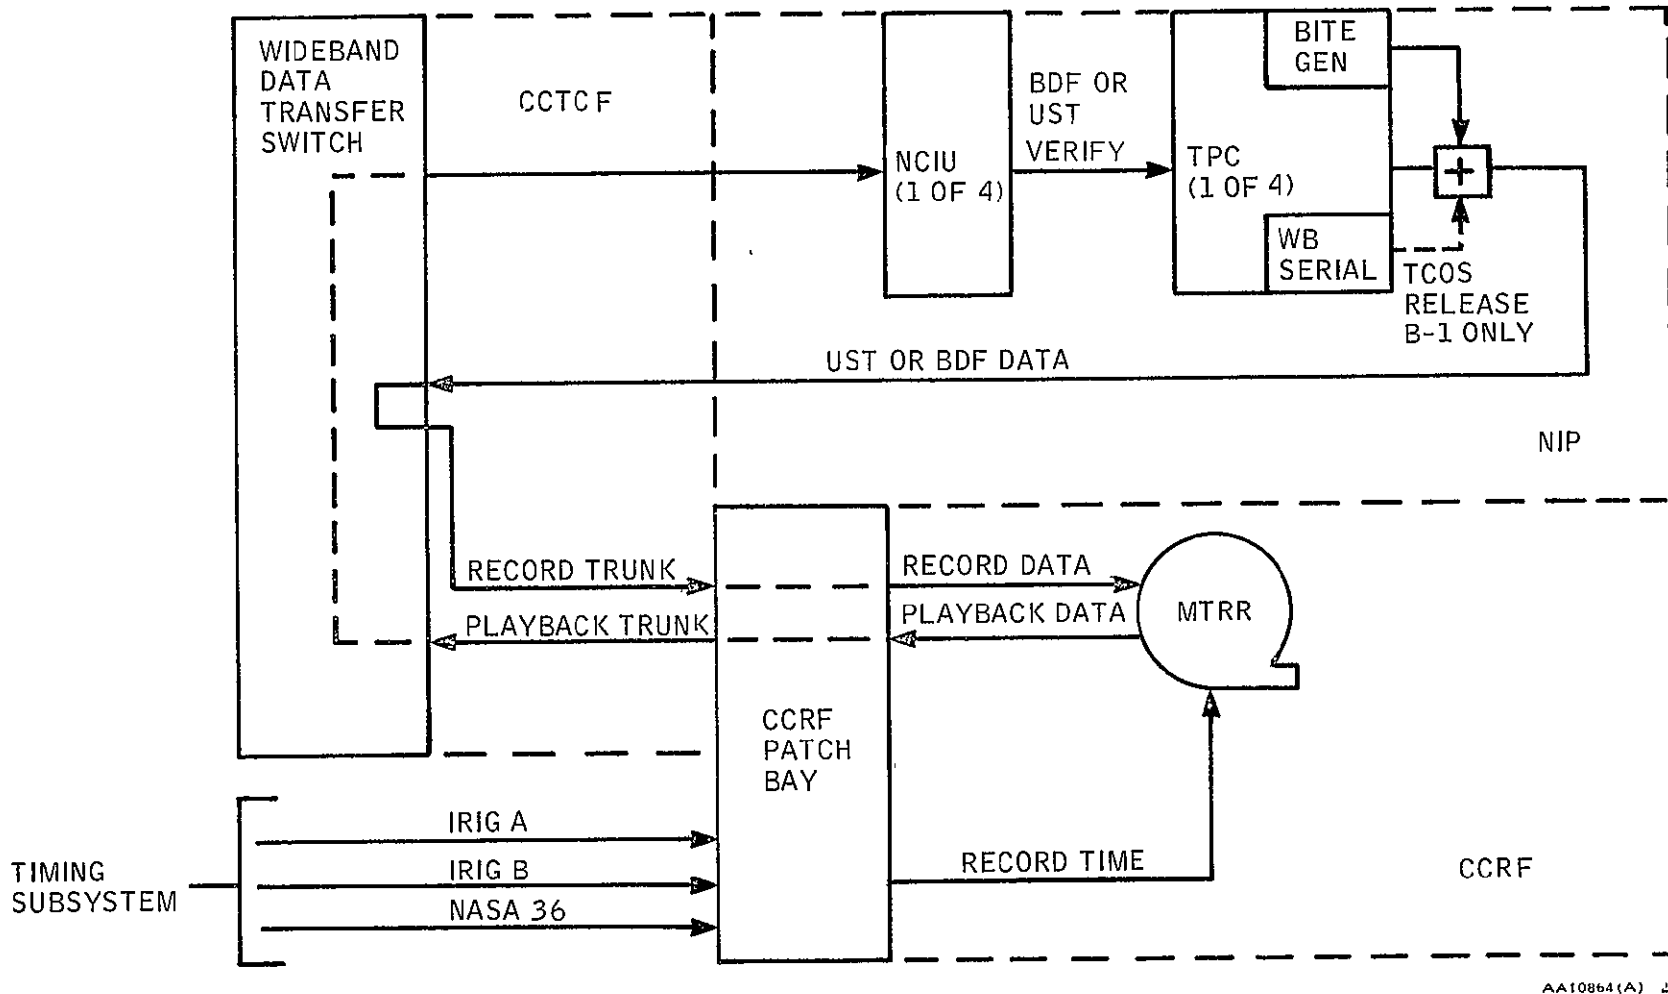 WIDEBAND
DATA
TRANSFER
SWITCH
CCTCF
NCIU
(1 OF 4)
BDF OR
UST
VERIFY
TPC
(1 OF 4)
BITE
GEN
WB
SERIAL
+
TCOS
RELEASE
B-1 ONLY
UST OR BDF DATA
NIP
RECORD TRUNK
PLAYBACK TRUNK
RECORD DATA
PLAYBACK DATA
MTRR
CCRF
PATCH
BAY
TIMING
SUBSYSTEM
IRIG A
IRIG B
NASA 36
RECORD TIME
CCRF
AA10864(A)